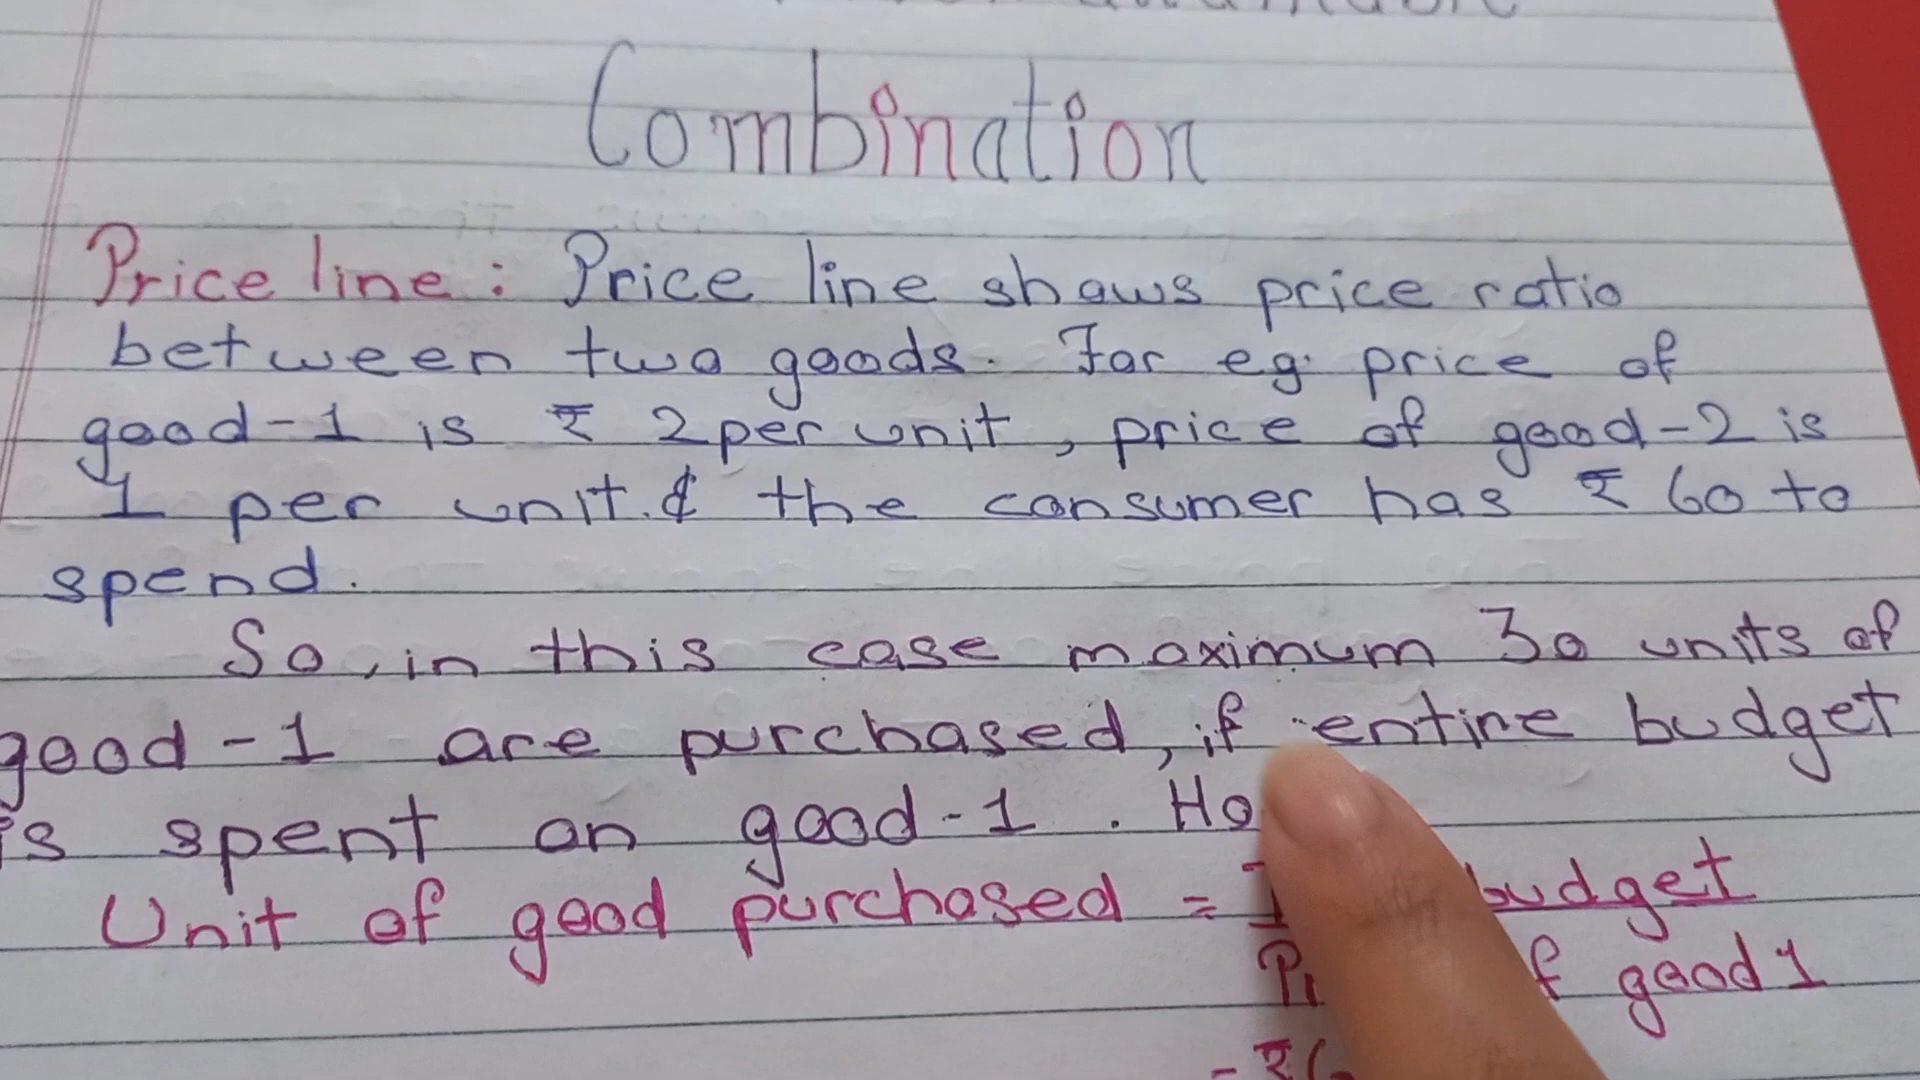 Combination
Price line : Price line shows price ratio
between two goods. For eg. price of
good-1 is ₹ 2 per unit, price of good-2 is
1 per unit. & the consumer has ₹ 60 to
spend.
So, in this case maximum 30 units of
good-1 are purchased, if entire budget
is spent on good-1. Ho
Unit of good purchased = budget
f good 1